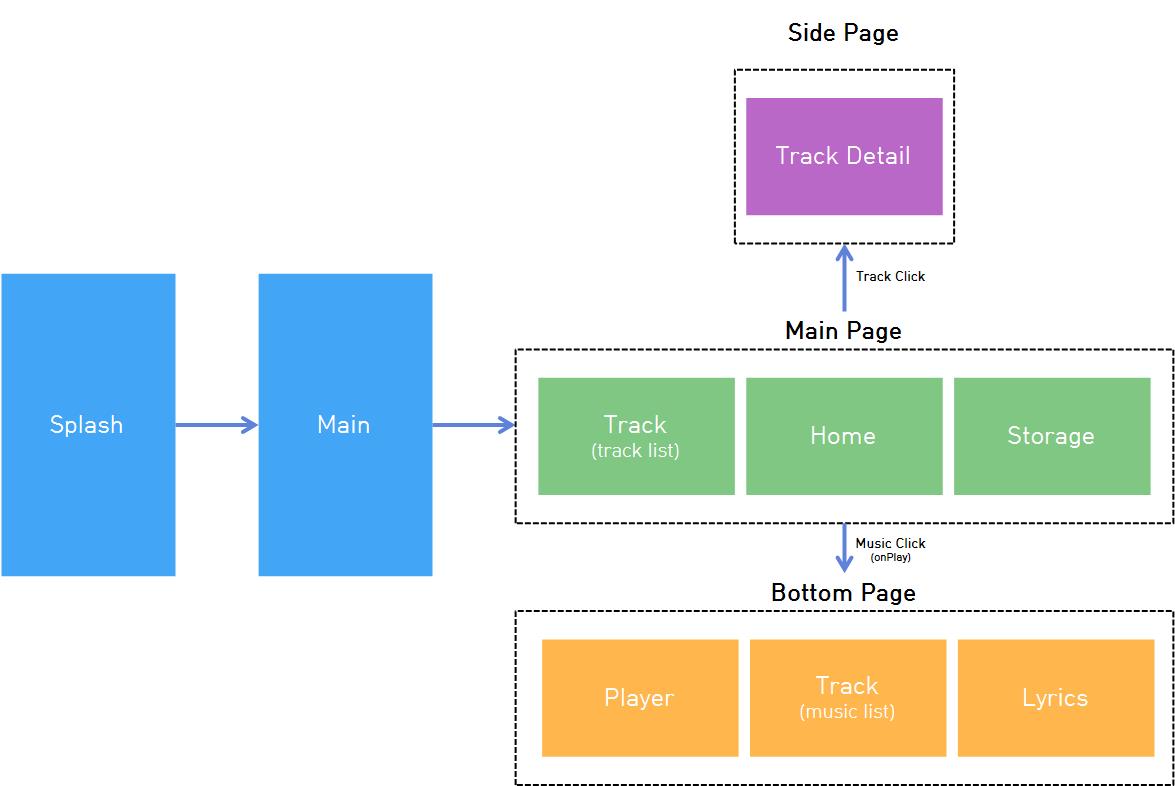 Side Page
Track Detail
Track Click
Main Page
Splash
Main
Track
(track list)
Home
Storage
Music Click
(onPlay)
Bottom Page
Player
Track
(music list)
Lyrics